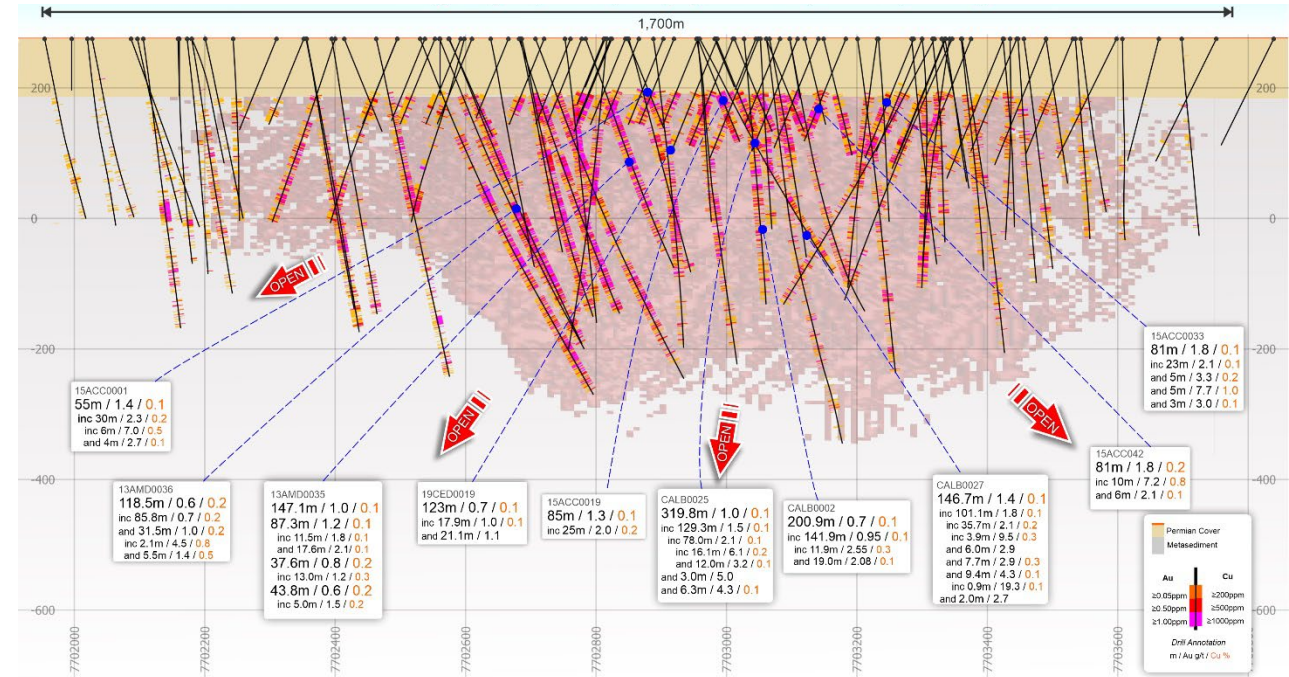 1,700m
200
200
0
0
-200
-200
-400
-400
-600
-600
OPEN
OPEN
OPEN
OPEN
15ACC0001
55m / 1.4 / 0.1
inc 30m / 2.3 / 0.2
inc 6m / 7.0 / 0.5
and 4m / 2.7 / 0.1
13AMD0036
118.5m / 0.6 / 0.2
inc 85.8m / 0.7 / 0.2
and 31.5m / 1.0 / 0.2
inc 2.1m / 4.5 / 0.8
and 5.5m / 1.4 / 0.5
13AMD0035
147.1m / 1.0 / 0.1
87.3m / 1.2 / 0.1
inc 11.5m / 1.8 / 0.1
and 17.6m / 2.1 / 0.1
37.6m / 0.8 / 0.2
inc 13.0m / 1.2 / 0.3
43.8m / 0.6 / 0.2
inc 5.0m / 1.5 / 0.2
19CED0019
123m / 0.7 / 0.1
inc 17.9m / 1.0 / 0.1
and 21.1m / 1.1
15ACC0019
85m / 1.3 / 0.1
inc 25m / 2.0 / 0.2
CALB0025
319.8m / 1.0 / 0.1
inc 129.3m / 1.5 / 0.1
inc 78.0m / 2.1 / 0.1
inc 16.1m / 6.1 / 0.2
and 12.0m / 3.2 / 0.1
and 3.0m / 5.0
and 6.3m / 4.3 / 0.1
CALB0002
200.9m / 0.7 / 0.1
inc 141.9m / 0.95 / 0.1
inc 11.9m / 2.55 / 0.3
and 19.0m / 2.08 / 0.1
CALB0027
146.7m / 1.4 / 0.1
inc 101.1m / 1.8 / 0.1
inc 35.7m / 2.1 / 0.2
inc 3.9m / 9.5 / 0.3
and 6.0m / 2.9
and 7.7m / 2.9 / 0.3
and 9.4m / 4.3 / 0.1
inc 0.9m / 19.3 / 0.1
and 2.0m / 2.7
15ACC0033
81m / 1.8 / 0.1
inc 23m / 2.1 / 0.1
and 5m / 3.3 / 0.2
and 5m / 7.7 / 1.0
and 3m / 3.0 / 0.1
15ACC042
81m / 1.8 / 0.2
inc 10m / 7.2 / 0.8
and 6m / 2.1 / 0.1
Permian Cover
Metasediment
Au Cu
≥0.05ppm ≥200ppm
≥0.50ppm ≥500ppm
≥1.00ppm ≥1000ppm
Drill Annotation
m / Au g/t / Cu %
7702000
7702200
7702400
7702600
7702800
7703000
7703200
7703400
7703600